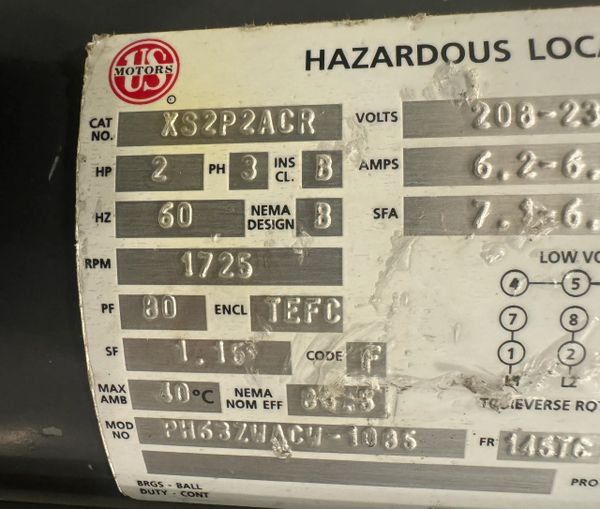 US
MOTORS
HAZARDOUS LOCA
CAT NO. XS2P2ACR VOLTS 208-23
HP 2 PH 3 INS CL. B AMPS 6.2-6.
HZ 60 NEMA DESIGN B SFA 7.1-6.
RPM 1725 LOW VO
PF 80 ENCL TEFC 4 5
SF 1.15 CODE 7 8
MAX AMB °C NEMA NOM EFF 1 2
L1 L2
TO REVERSE ROT
MOD NO FR 145TC
BRGS - BALL PRO
DUTY - CONT